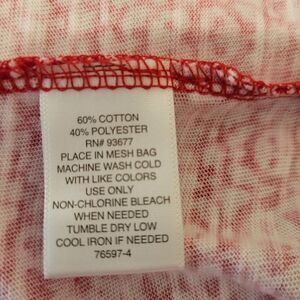 60% COTTON
40% POLYESTER
RN# 93677
PLACE IN MESH BAG
MACHINE WASH COLD
WITH LIKE COLORS
USE ONLY
NON-CHLORINE BLEACH
WHEN NEEDED
TUMBLE DRY LOW
COOL IRON IF NEEDED
76597-4